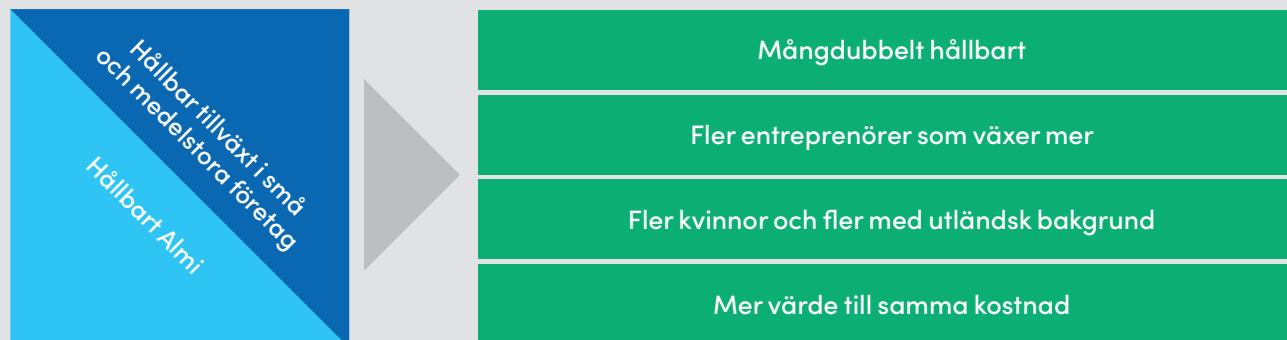 Hållbar tillväxt i små
och medelstora företag
Hållbart Almi
Mångdubbelt hållbart
Fler entreprenörer som växer mer
Fler kvinnor och fler med utländsk bakgrund
Mer värde till samma kostnad